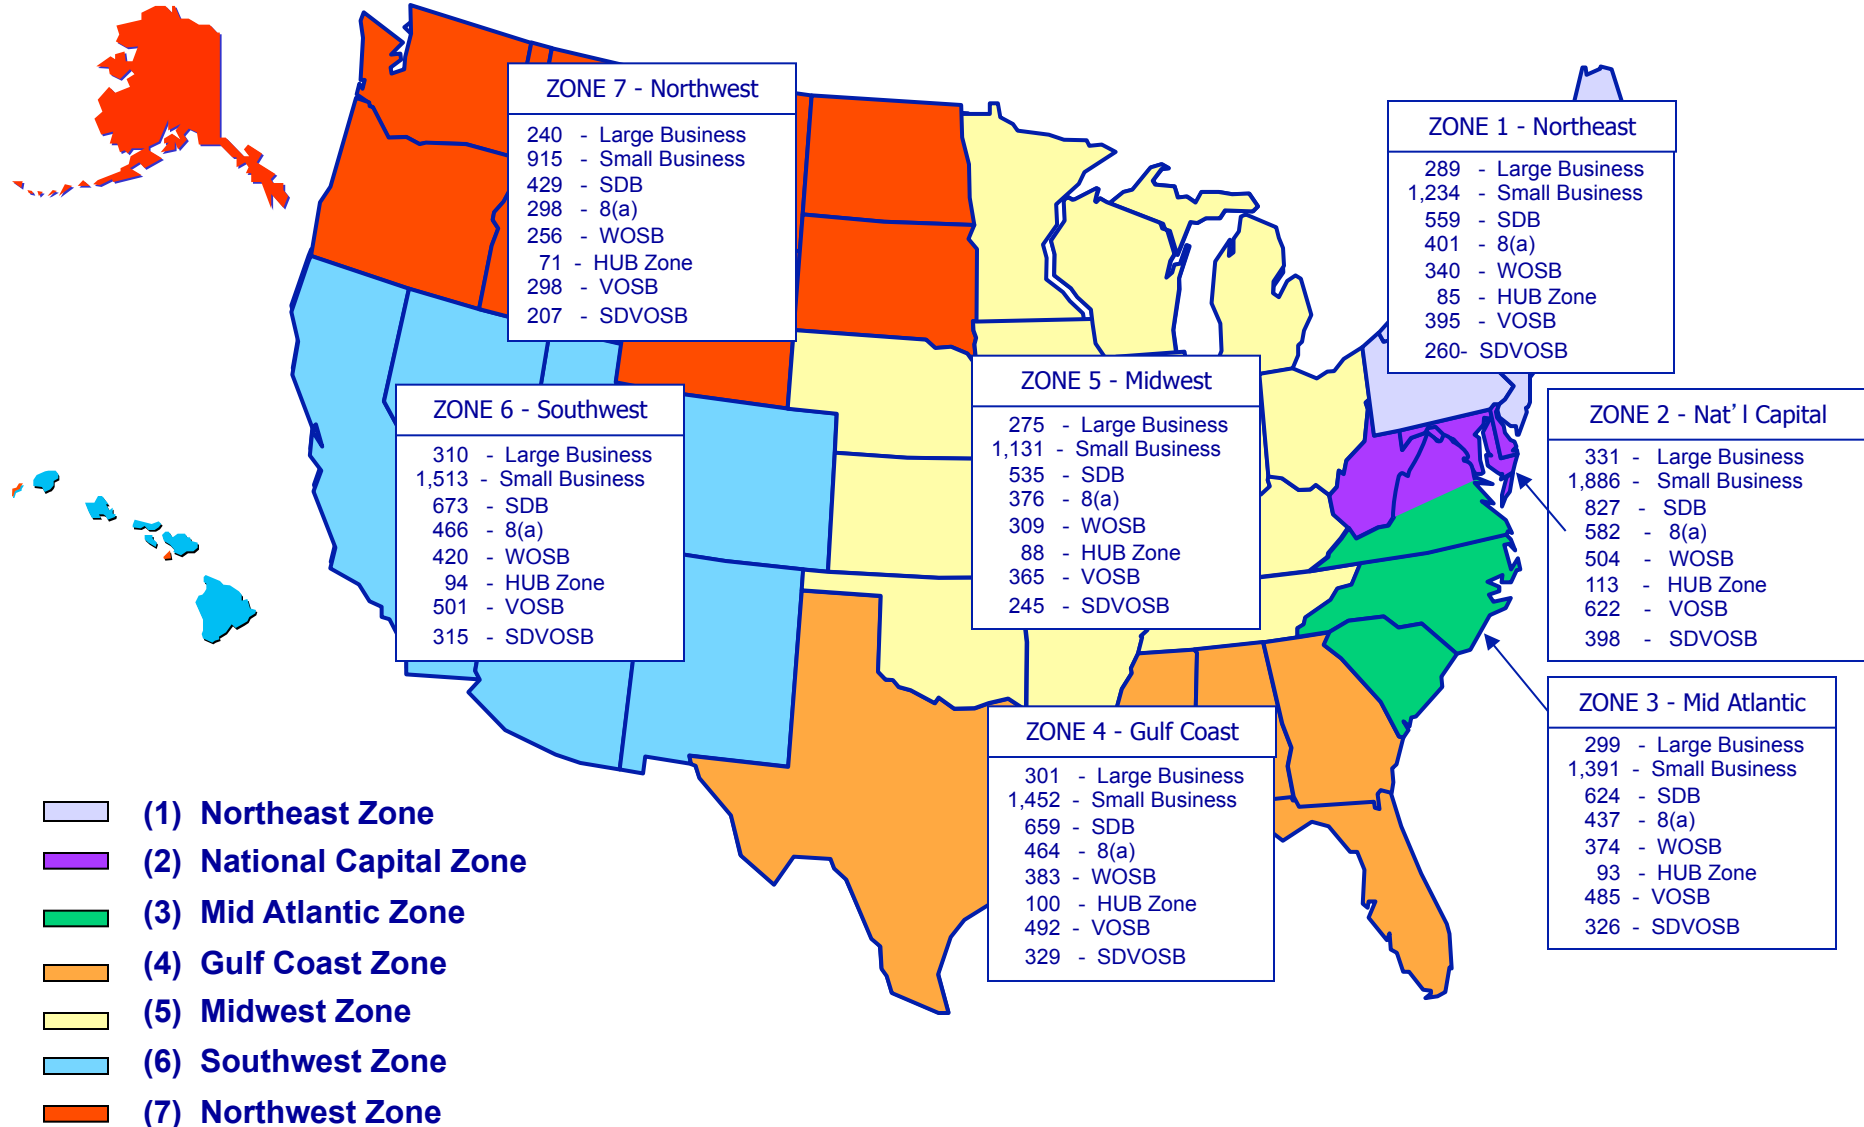 ZONE 7 - Northwest
240 - Large Business
915 - Small Business
429 - SDB
298 - 8(a)
256 - WOSB
71 - HUB Zone
298 - VOSB
207 - SDVOSB
ZONE 1 - Northeast
289 - Large Business
1,234 - Small Business
559 - SDB
401 - 8(a)
340 - WOSB
85 - HUB Zone
395 - VOSB
260- SDVOSB
ZONE 6 - Southwest
310 - Large Business
1,513 - Small Business
673 - SDB
466 - 8(a)
420 - WOSB
94 - HUB Zone
501 - VOSB
315 - SDVOSB
ZONE 5 - Midwest
275 - Large Business
1,131 - Small Business
535 - SDB
376 - 8(a)
309 - WOSB
88 - HUB Zone
365 - VOSB
245 - SDVOSB
ZONE 2 - Nat’ l Capital
331 - Large Business
1,886 - Small Business
827 - SDB
582 - 8(a)
504 - WOSB
113 - HUB Zone
622 - VOSB
398 - SDVOSB
ZONE 4 - Gulf Coast
301 - Large Business
1,452 - Small Business
659 - SDB
464 - 8(a)
383 - WOSB
100 - HUB Zone
492 - VOSB
329 - SDVOSB
ZONE 3 - Mid Atlantic
299 - Large Business
1,391 - Small Business
624 - SDB
437 - 8(a)
374 - WOSB
93 - HUB Zone
485 - VOSB
326 - SDVOSB
(1) Northeast Zone
(2) National Capital Zone
(3) Mid Atlantic Zone
(4) Gulf Coast Zone
(5) Midwest Zone
(6) Southwest Zone
(7) Northwest Zone